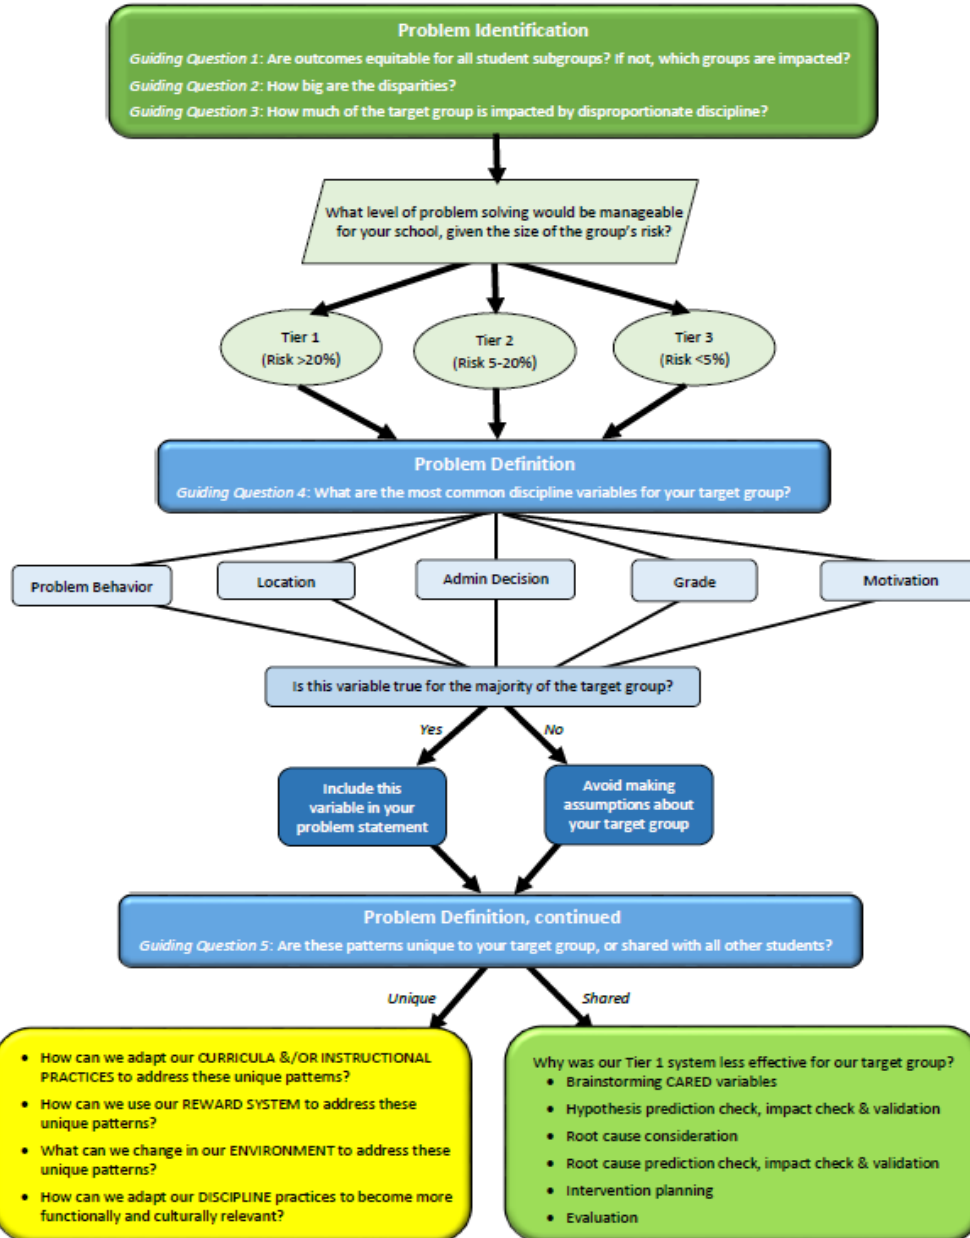 Problem Identification
Guiding Question 1: Are outcomes equitable for all student subgroups? If not, which groups are impacted?
Guiding Question 2: How big are the disparities?
Guiding Question 3: How much of the target group is impacted by disproportionate discipline?
What level of problem solving would be manageable
for your school, given the size of the group's risk?
Tier 1
(Risk >20%)
Tier 2
(Risk 5-20%)
Tier 3
(Risk <5%)
Problem Definition
Guiding Question 4: What are the most common discipline variables for your target group?
Problem Behavior
Location
Admin Decision
Grade
Motivation
Is this variable true for the majority of the target group?
Yes
No
Include this
variable in your
problem statement
Avoid making
assumptions about
your target group
Problem Definition, continued
Guiding Question 5: Are these patterns unique to your target group, or shared with all other students?
Unique
Shared
• How can we adapt our CURRICULA &/OR INSTRUCTIONAL
PRACTICES to address these unique patterns?
• How can we use our REWARD SYSTEM to address these
unique patterns?
• What can we change in our ENVIRONMENT to address these
unique patterns?
• How can we adapt our DISCIPLINE practices to become more
functionally and culturally relevant?
Why was our Tier 1 system less effective for our target group?
• Brainstorming CARED variables
• Hypothesis prediction check, impact check & validation
• Root cause consideration
• Root cause prediction check, impact check & validation
• Intervention planning
• Evaluation